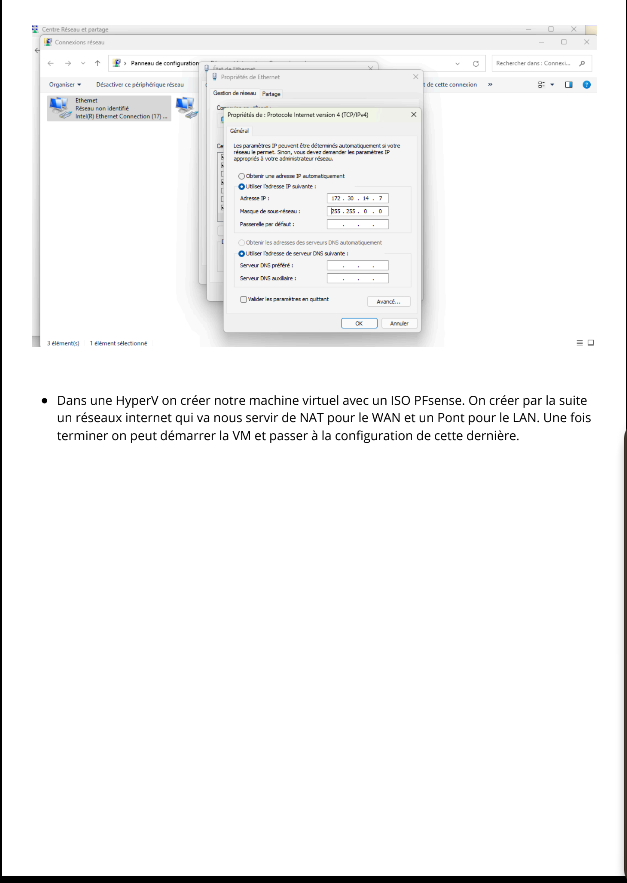 Centre Réseau et partage
Connexions réseau
Panneau de configuration
Rechercher dans : Connexi...
Organiser
Désactiver ce périphérique réseau
t de cette connexion
»
Ethernet
Réseau non identifié
Intel(R) Ethernet Connection (17) ...
Propriétés de Ethernet
Gestion de réseau
Partage
Propriétés de : Protocole Internet version 4 (TCP/IPv4)
Général
Les paramètres IP peuvent être déterminés automatiquement si votre
réseau le permet. Sinon, vous devez demander les paramètres IP
appropriés à votre administrateur réseau.
Obtenir une adresse IP automatiquement
Utiliser l'adresse IP suivante :
Adresse IP : 172 . 30 . 14 . 7
Masque de sous-réseau : 255 . 255 . 0 . 0
Passerelle par défaut : . . .
Obtenir les adresses des serveurs DNS automatiquement
Utiliser l'adresse de serveur DNS suivante :
Serveur DNS préféré : . . .
Serveur DNS auxiliaire : . . .
Valider les paramètres en quittant
Avancé...
OK
Annuler
3 élément(s)
1 élément sélectionné
• Dans une HyperV on créer notre machine virtuel avec un ISO PFsense. On créer par la suite
un réseaux internet qui va nous servir de NAT pour le WAN et un Pont pour le LAN. Une fois
terminer on peut démarrer la VM et passer à la configuration de cette dernière.